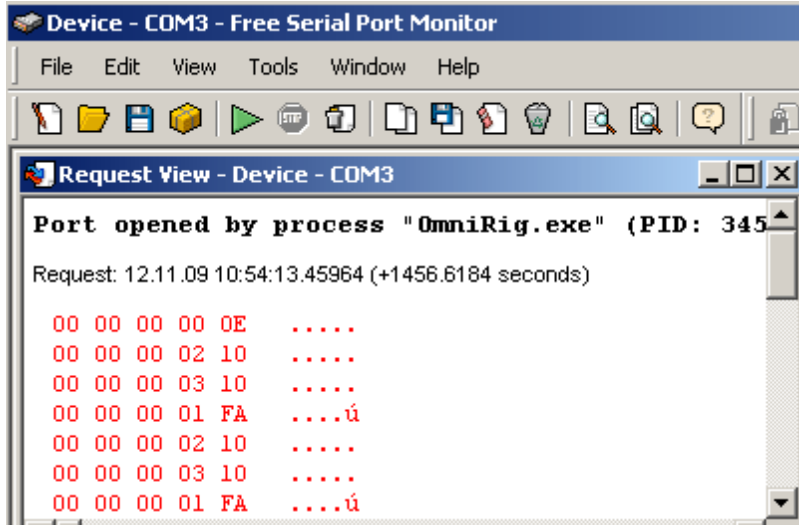 Device - COM3 - Free Serial Port Monitor
File Edit View Tools Window Help
Request View - Device - COM3
Port opened by process "OmniRig.exe" (PID: 345
Request: 12.11.09 10:54:13.45964 (+1456.6184 seconds)
00 00 00 00 0E .....
00 00 00 02 10 .....
00 00 00 03 10 .....
00 00 00 01 FA ....ú
00 00 00 02 10 .....
00 00 00 03 10 .....
00 00 00 01 FA ....ú